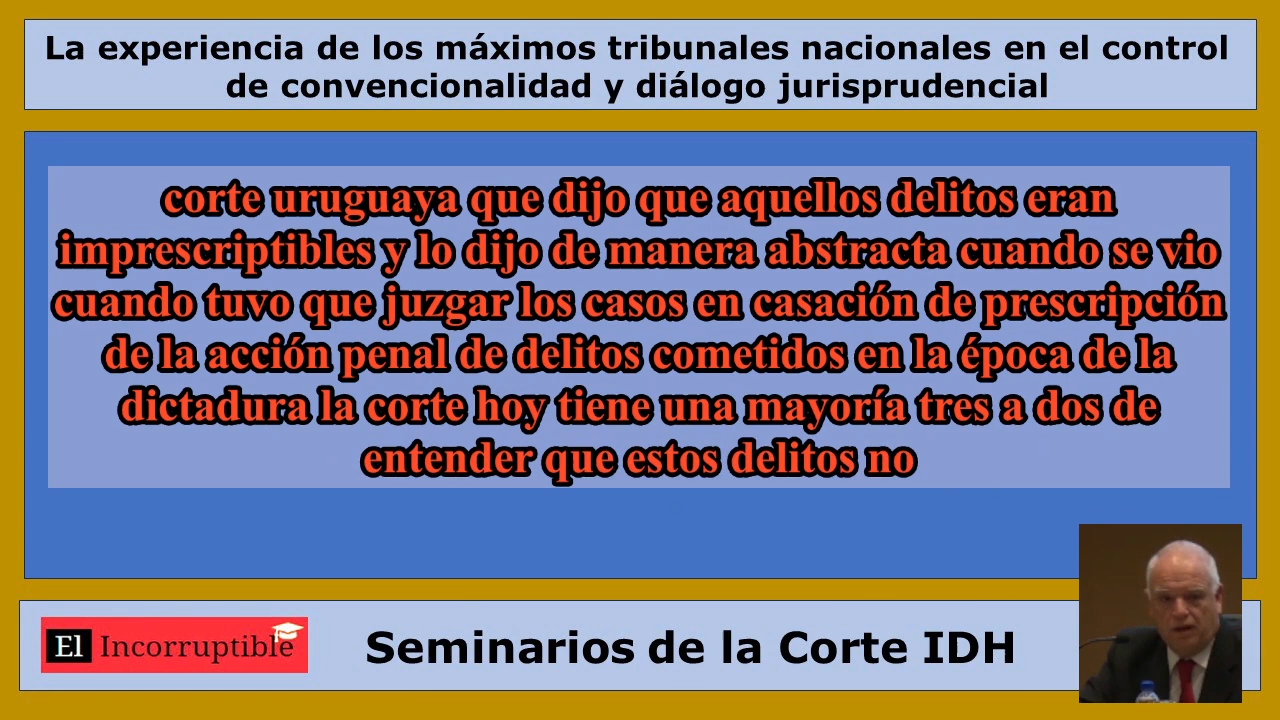 La experiencia de los máximos tribunales nacionales en el control
de convencionalidad y diálogo jurisprudencial
corte uruguaya que dijo que aquellos delitos eran
imprescriptibles y lo dijo de manera abstracta cuando se vio
cuando tuvo que juzgar los casos en casación de prescripción
de la acción penal de delitos cometidos en la época de la
dictadura la corte hoy tiene una mayoría tres a dos de
entender que estos delitos no
El Incorruptible
Seminarios de la Corte IDH